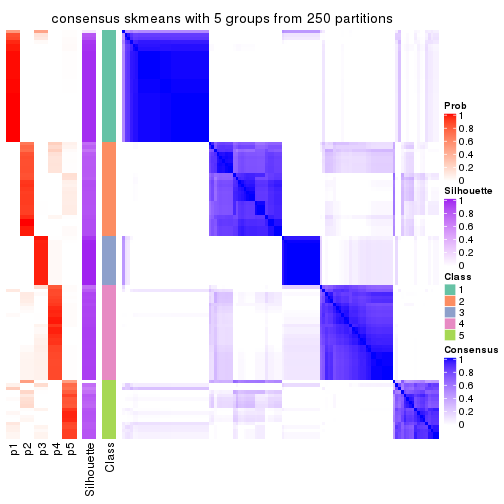 consensus skmeans with 5 groups from 250 partitions
Prob
1
0.8
0.6
0.4
0.2
0
Silhouette
1
0.8
0.6
0.4
0.2
0
Class
1
2
3
4
5
Consensus
1
0.8
0.6
0.4
0.2
0
p1
p2
p3
p4
p5
Silhouette
Class